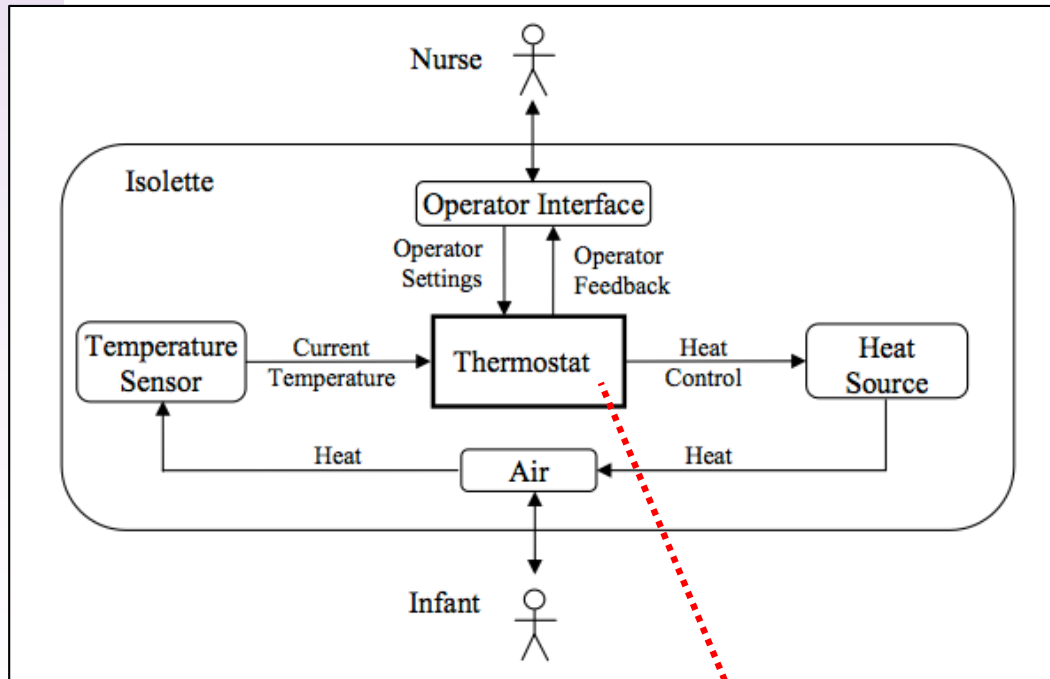 Nurse
Isolette
Operator Interface
Operator
Settings
Operator
Feedback
Temperature
Sensor
Current
Temperature
Thermostat
Heat
Control
Heat
Source
Heat
Air
Heat
Infant